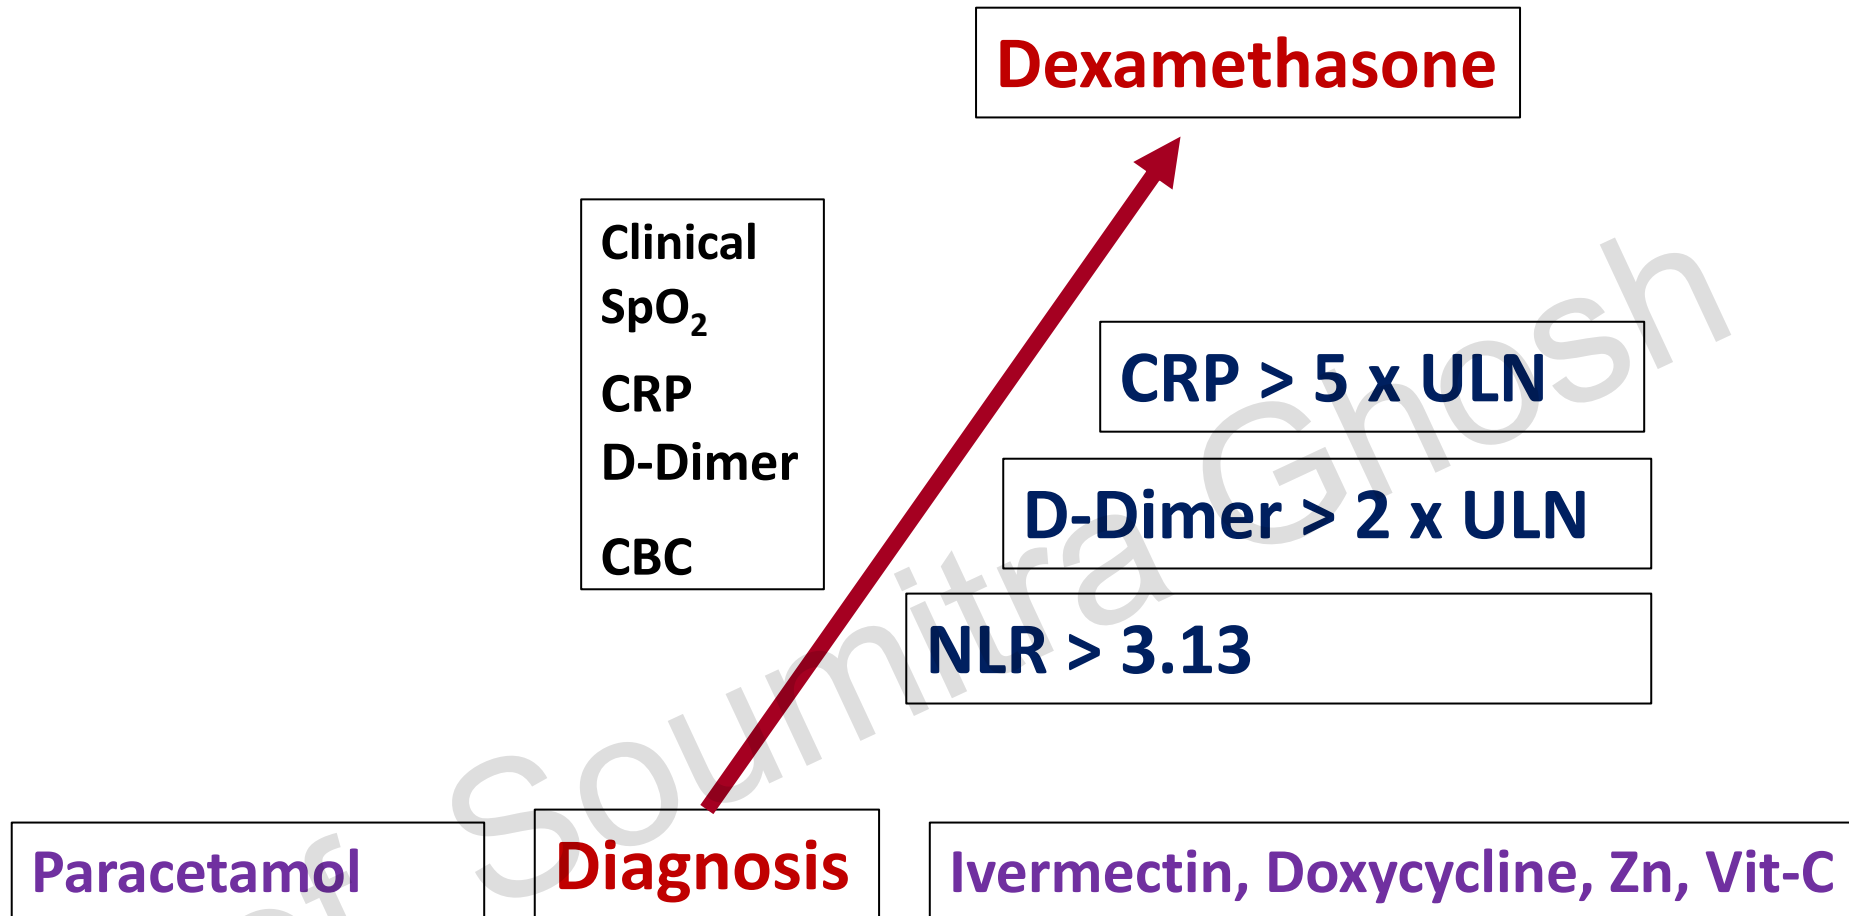 Dexamethasone
Clinical
SpO₂
CRP
D-Dimer
CBC
CRP > 5 x ULN
D-Dimer > 2 x ULN
NLR > 3.13
Paracetamol
Diagnosis
Ivermectin, Doxycycline, Zn, Vit-C
Soumitra Ghosh